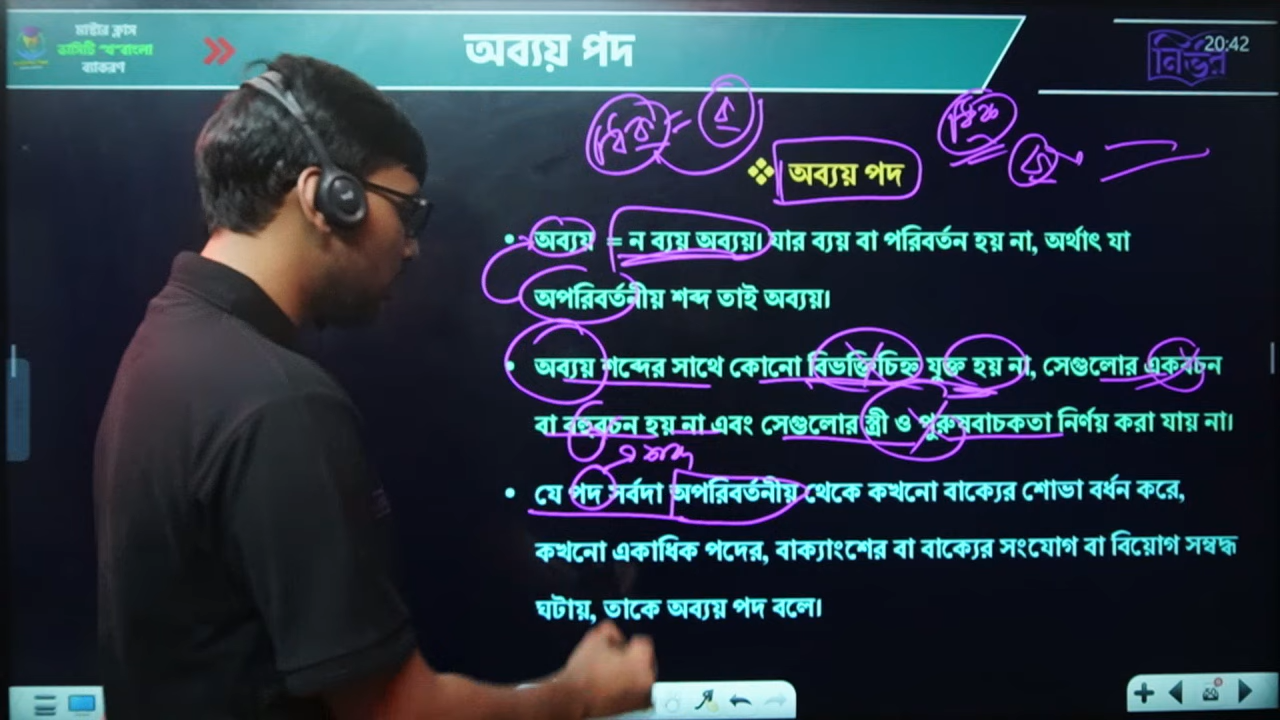 মাস্টার ক্লাস
ভার্সিটি "খ" বাংলা
ব্যাকরণ
অব্যয় পদ
20:42
নির্ভর
❖ অব্যয় পদ
• অব্যয় = ন ব্যয় অব্যয়। যার ব্যয় বা পরিবর্তন হয় না, অর্থাৎ যা
অপরিবর্তনীয় শব্দ তাই অব্যয়।
• অব্যয় শব্দের সাথে কোনো বিভক্তিচিহ্ন যুক্ত হয় না, সেগুলোর একবচন
বা বহুবচন হয় না এবং সেগুলোর স্ত্রী ও পুরুষবাচকতা নির্ণয় করা যায় না।
• যে পদ সর্বদা অপরিবর্তনীয় থেকে কখনো বাক্যের শোভা বর্ধন করে,
কখনো একাধিক পদের, বাক্যাংশের বা বাক্যের সংযোগ বা বিয়োগ সম্বন্ধ
ঘটায়, তাকে অব্যয় পদ বলে।